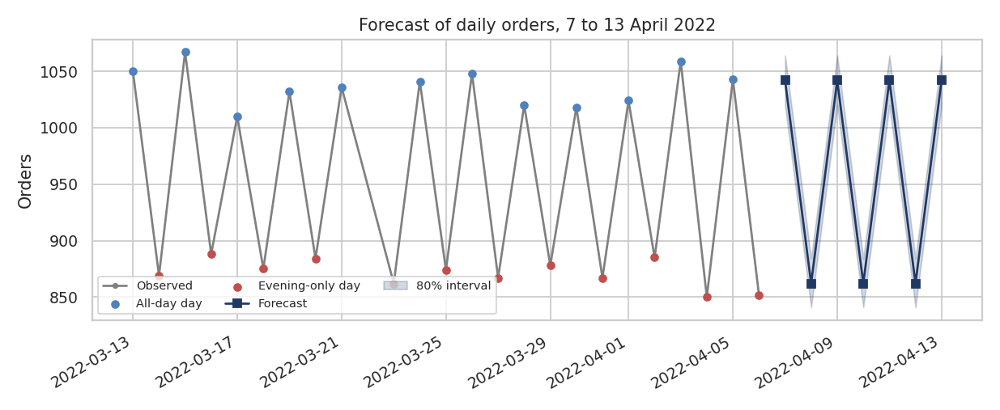 Forecast of daily orders, 7 to 13 April 2022
Orders
1050
1000
950
900
850
Observed
All-day day
Evening-only day
Forecast
80% interval
2022-03-13
2022-03-17
2022-03-21
2022-03-25
2022-03-29
2022-04-01
2022-04-05
2022-04-09
2022-04-13